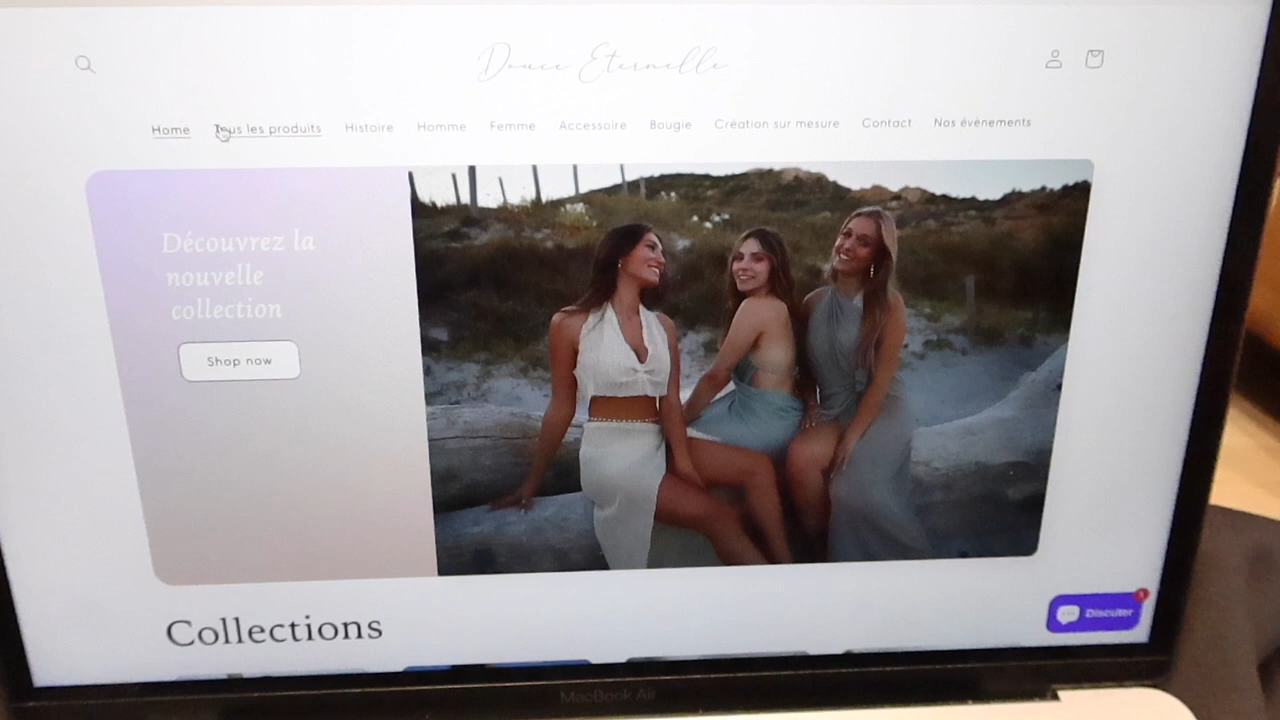 Douce Eternelle
Home Tous les produits Histoire Homme Femme Accessoire Bougie Création sur mesure Contact Nos événements
Découvrez la
nouvelle
collection
Shop now
Collections
1
Discuter
MacBook Air